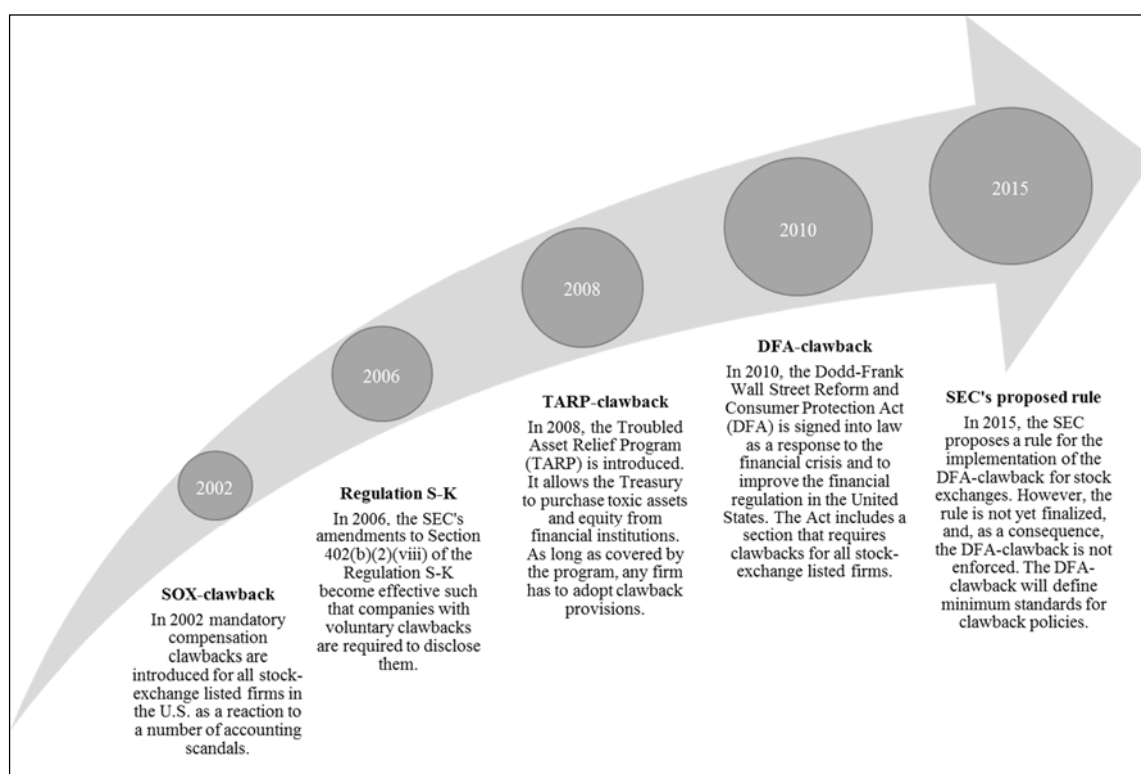 2002
SOX-clawback
In 2002 mandatory
compensation
clawbacks are
introduced for all stock-
exchange listed firms in
the U.S. as a reaction to
a number of accounting
scandals.
2006
Regulation S-K
In 2006, the SEC's
amendments to Section
402(b)(2)(viii) of the
Regulation S-K
become effective such
that companies with
voluntary clawbacks
are required to disclose
them.
2008
TARP-clawback
In 2008, the Troubled
Asset Relief Program
(TARP) is introduced.
It allows the Treasury
to purchase toxic assets
and equity from
financial institutions.
As long as covered by
the program, any firm
has to adopt clawback
provisions.
2010
DFA-clawback
In 2010, the Dodd-Frank
Wall Street Reform and
Consumer Protection Act
(DFA) is signed into law
as a response to the
financial crisis and to
improve the financial
regulation in the United
States. The Act includes a
section that requires
clawbacks for all stock-
exchange listed firms.
2015
SEC's proposed rule
In 2015, the SEC
proposes a rule for the
implementation of the
DFA-clawback for stock
exchanges. However, the
rule is not yet finalized,
and, as a consequence,
the DFA-clawback is not
enforced. The DFA-
clawback will define
minimum standards for
clawback policies.